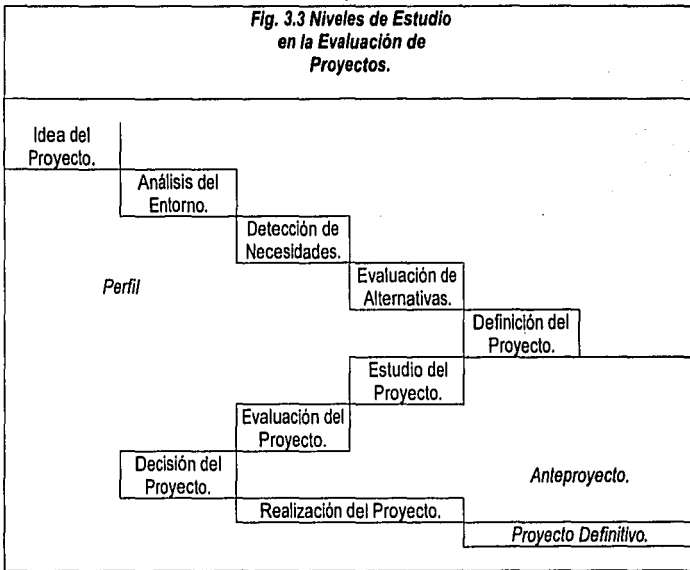 Fig. 3.3 Niveles de Estudio
en la Evaluación de
Proyectos.
Idea del
Proyecto.
Análisis del
Entorno.
Detección de
Necesidades.
Perfil
Evaluación de
Alternativas.
Definición del
Proyecto.
Estudio del
Proyecto.
Evaluación del
Proyecto.
Decisión del
Proyecto.
Anteproyecto.
Realización del Proyecto.
Proyecto Definitivo.